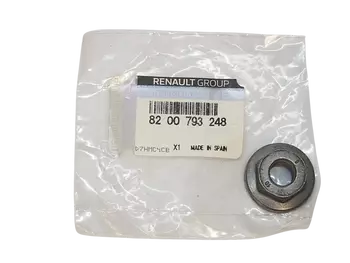 RENAULT GROUP
82 00 793 248
X1 MADE IN SPAIN